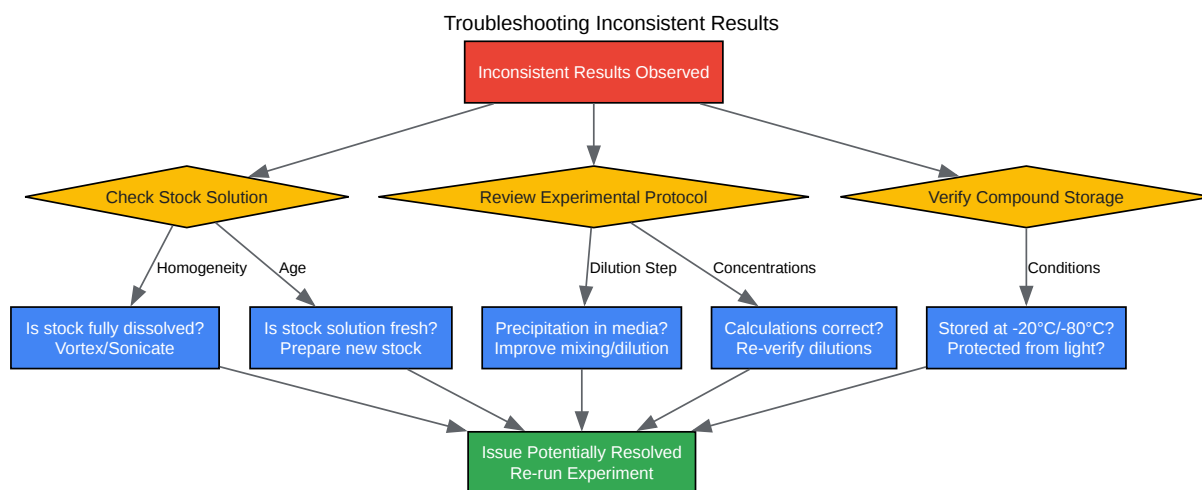 Troubleshooting Inconsistent Results
Inconsistent Results Observed
Check Stock Solution
Review Experimental Protocol
Verify Compound Storage
Homogeneity
Age
Dilution Step
Concentrations
Conditions
Is stock fully dissolved?
Vortex/Sonicate
Is stock solution fresh?
Prepare new stock
Precipitation in media?
Improve mixing/dilution
Calculations correct?
Re-verify dilutions
Stored at -20°C/-80°C?
Protected from light?
Issue Potentially Resolved
Re-run Experiment